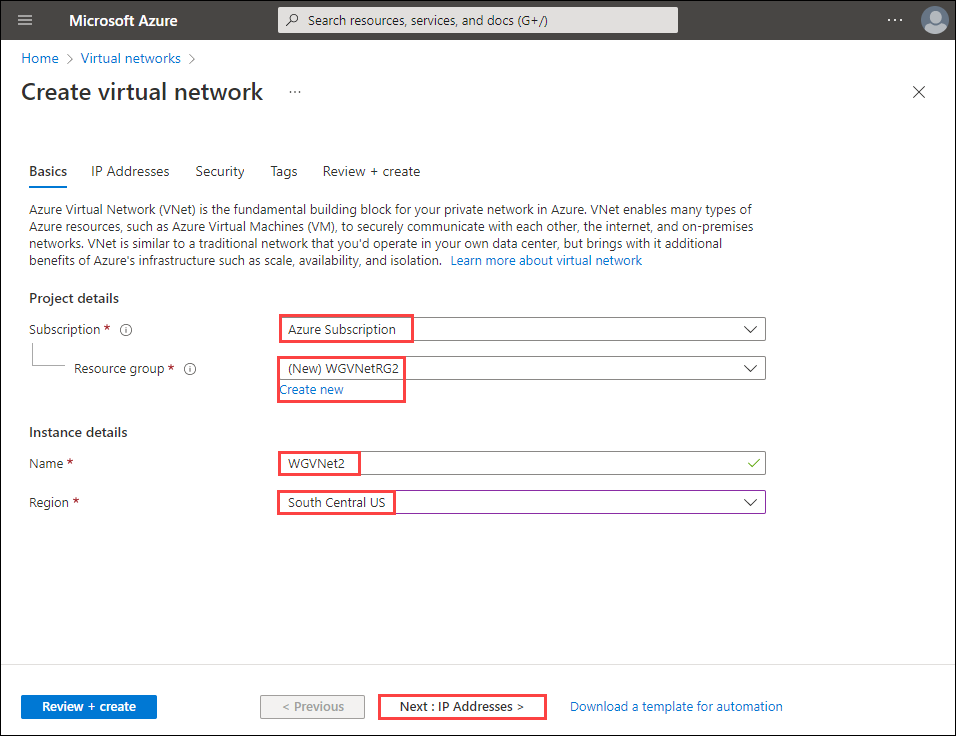 Microsoft Azure
Search resources, services, and docs (G+/)
...
Home > Virtual networks >
Create virtual network ...
Basics IP Addresses Security Tags Review + create
Azure Virtual Network (VNet) is the fundamental building block for your private network in Azure. VNet enables many types of
Azure resources, such as Azure Virtual Machines (VM), to securely communicate with each other, the internet, and on-premises
networks. VNet is similar to a traditional network that you'd operate in your own data center, but brings with it additional
benefits of Azure's infrastructure such as scale, availability, and isolation. Learn more about virtual network
Project details
Subscription * Azure Subscription
Resource group * (New) WGVNetRG2
Create new
Instance details
Name * WGVNet2
Region * South Central US
Review + create < Previous Next : IP Addresses > Download a template for automation